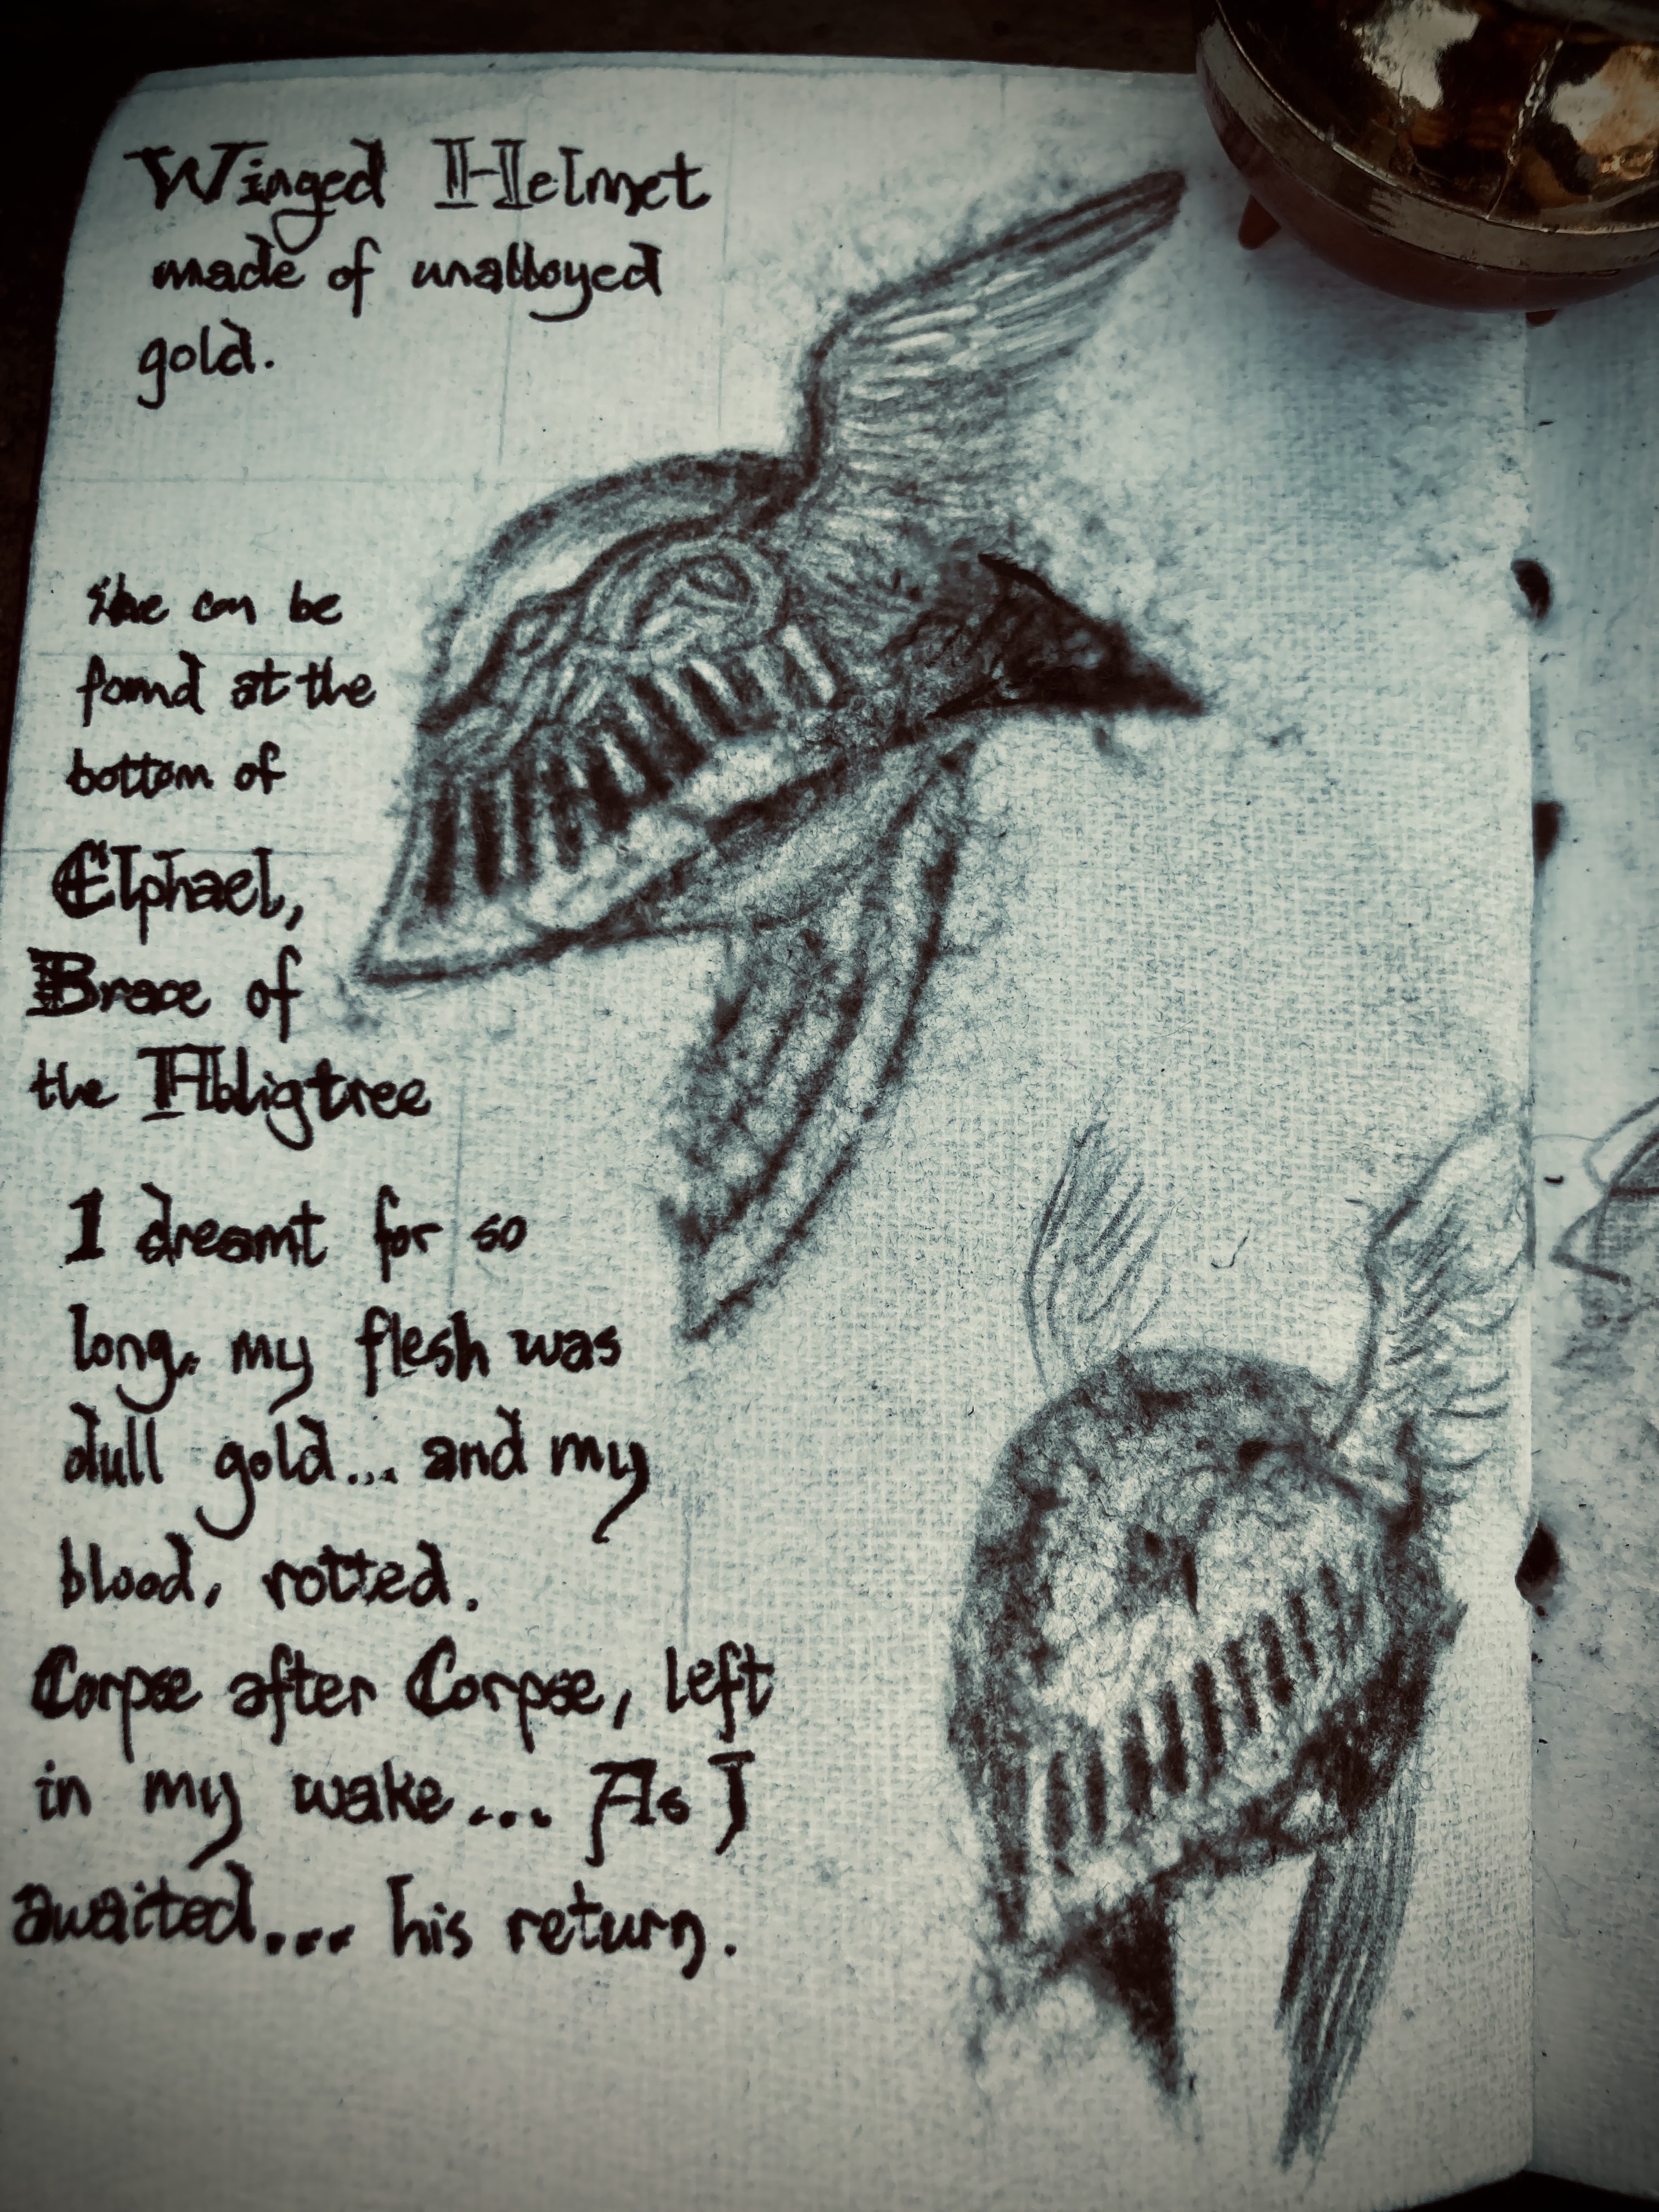 Winged Helmet
made of unalloyed
gold.
She can be
found at the
bottom of
Elphael,
Brace of
the Haligtree
I dreamt for so
long. my flesh was
dull gold... and my
blood, rotted.
Corpse after Corpse, left
in my wake... As I
awaited... his return.